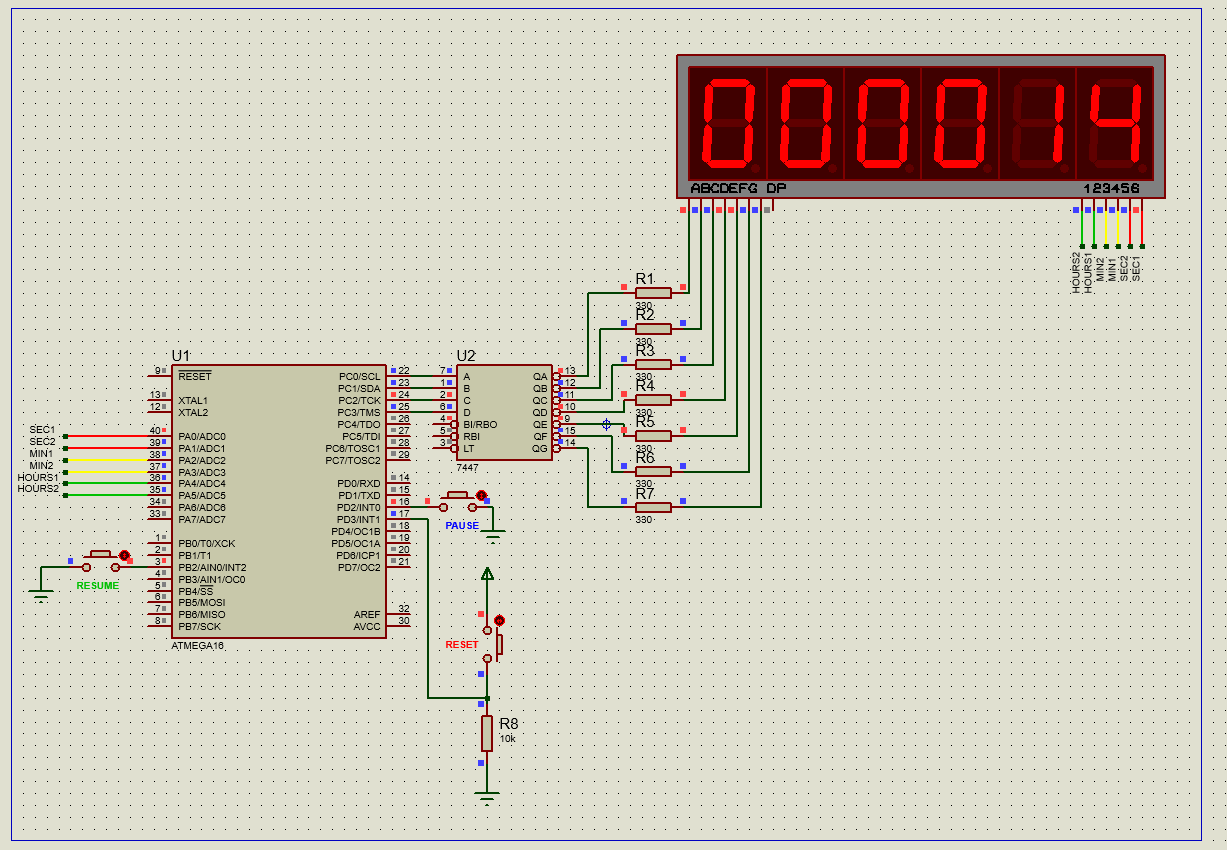 000014
ABCDEFG DP
123456
HOURS2
HOURS1
MIN2
MIN1
SEC2
SEC1
R1
330
R2
330
R3
330
R4
330
R5
330
R6
330
R7
330
U1
9 RESET
13 XTAL1
12 XTAL2
SEC1 40 PA0/ADC0
SEC2 39 PA1/ADC1
MIN1 38 PA2/ADC2
MIN2 37 PA3/ADC3
HOURS1 36 PA4/ADC4
HOURS2 35 PA5/ADC5
34 PA6/ADC6
33 PA7/ADC7
1 PB0/T0/XCK
2 PB1/T1
3 PB2/AIN0/INT2
4 PB3/AIN1/OC0
5 PB4/SS
6 PB5/MOSI
7 PB6/MISO
8 PB7/SCK
PC0/SCL 22
PC1/SDA 23
PC2/TCK 24
PC3/TMS 25
PC4/TDO 26
PC5/TDI 27
PC6/TOSC1 28
PC7/TOSC2 29
PD0/RXD 14
PD1/TXD 15
PD2/INT0 16
PD3/INT1 17
PD4/OC1B 18
PD5/OC1A 19
PD6/ICP1 20
PD7/OC2 21
AREF 32
AVCC 30
ATMEGA16
U2
7 A QA 13
1 B QB 12
2 C QC 11
6 D QD 10
4 BI/RBO QE 9
5 RBI QF 15
3 LT QG 14
7447
PAUSE
RESUME
RESET
R8
10k